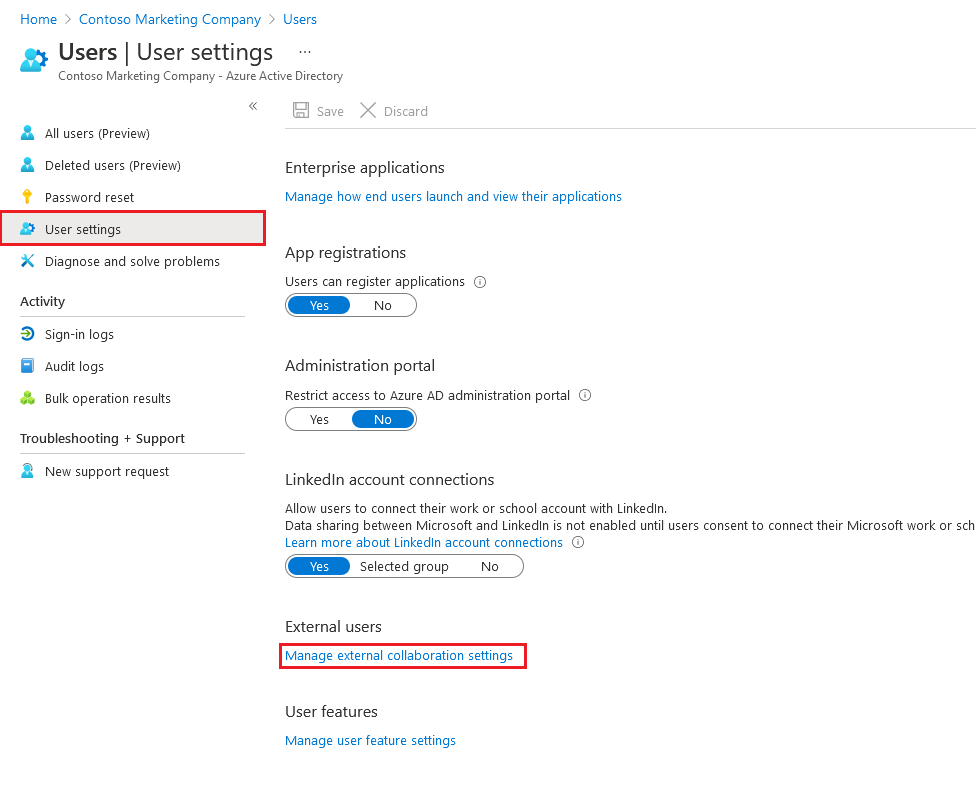 Home > Contoso Marketing Company > Users
Users | User settings ...
Contoso Marketing Company - Azure Active Directory
«
All users (Preview)
Deleted users (Preview)
Password reset
User settings
Diagnose and solve problems
Activity
Sign-in logs
Audit logs
Bulk operation results
Troubleshooting + Support
New support request
Save Discard
Enterprise applications
Manage how end users launch and view their applications
App registrations
Users can register applications
Yes No
Administration portal
Restrict access to Azure AD administration portal
Yes No
LinkedIn account connections
Allow users to connect their work or school account with LinkedIn.
Data sharing between Microsoft and LinkedIn is not enabled until users consent to connect their Microsoft work or sch
Learn more about LinkedIn account connections
Yes Selected group No
External users
Manage external collaboration settings
User features
Manage user feature settings